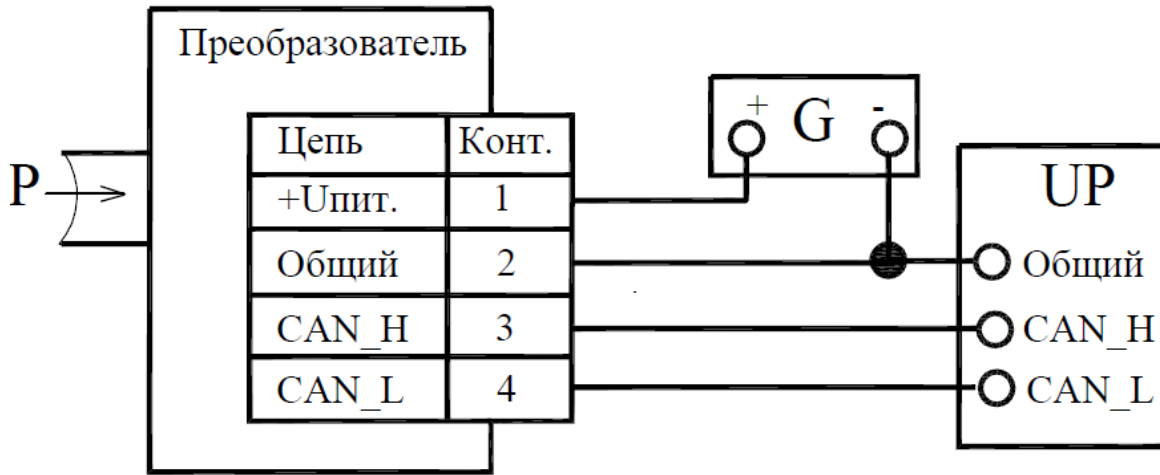 Преобразователь
P
Цепь Конт.
+Uпит. 1
Общий 2
CAN_H 3
CAN_L 4
+ G -
UP
Общий
CAN_H
CAN_L